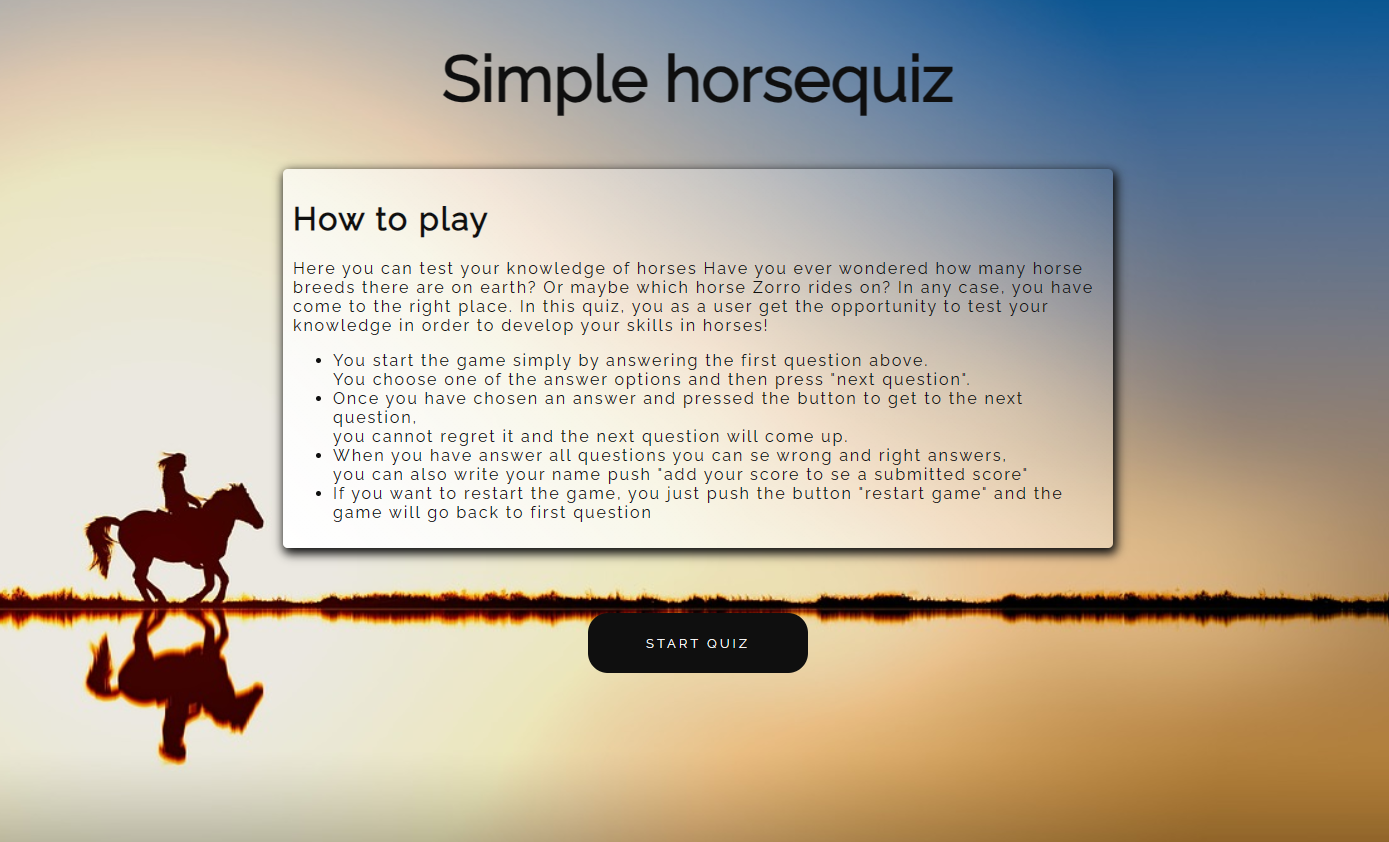 Simple horsequiz
How to play
Here you can test your knowledge of horses Have you ever wondered how many horse
breeds there are on earth? Or maybe which horse Zorro rides on? In any case, you have
come to the right place. In this quiz, you as a user get the opportunity to test your
knowledge in order to develop your skills in horses!
• You start the game simply by answering the first question above.
You choose one of the answer options and then press "next question".
• Once you have chosen an answer and pressed the button to get to the next
question,
you cannot regret it and the next question will come up.
• When you have answer all questions you can se wrong and right answers,
you can also write your name push "add your score to se a submitted score"
• If you want to restart the game, you just push the button "restart game" and the
game will go back to first question
START QUIZ